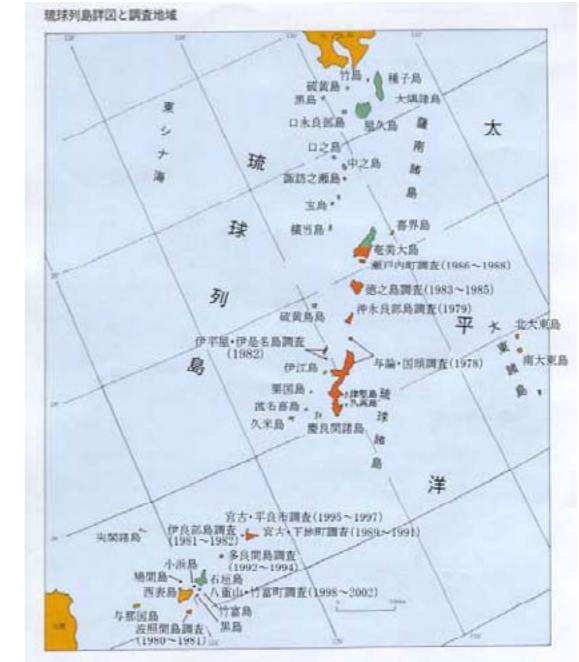 琉球列島詳図と調査地域
竹島
種子島
硫黄島
黒島
大隅諸島
口永良部島
屋久島
東シナ海
薩南諸島
太平洋
琉球列島
口之島
中之島
諏訪之瀬島
宝島
横当島
喜界島
奄美大島
瀬戸内町調査(1986〜1988)
徳之島調査(1983〜1985)
硫黄鳥島
沖永良部島調査(1979)
伊平屋・伊是名島調査
(1982)
与論・国頭調査(1978)
伊江島
粟国島
津堅島
久高島
渡名喜島
久米島
慶良間諸島
琉球諸島
大東諸島
北大東島
南大東島
宮古・平良市調査(1995〜1997)
伊良部島調査
(1981〜1982)
宮古・下地町調査(1989〜1991)
尖閣諸島
多良間島調査
(1992〜1994)
小浜島
鳩間島
石垣島
西表島
八重山・竹富町調査(1998〜2002)
竹富島
与那国島
黒島
波照間島調査
(1980〜1981)